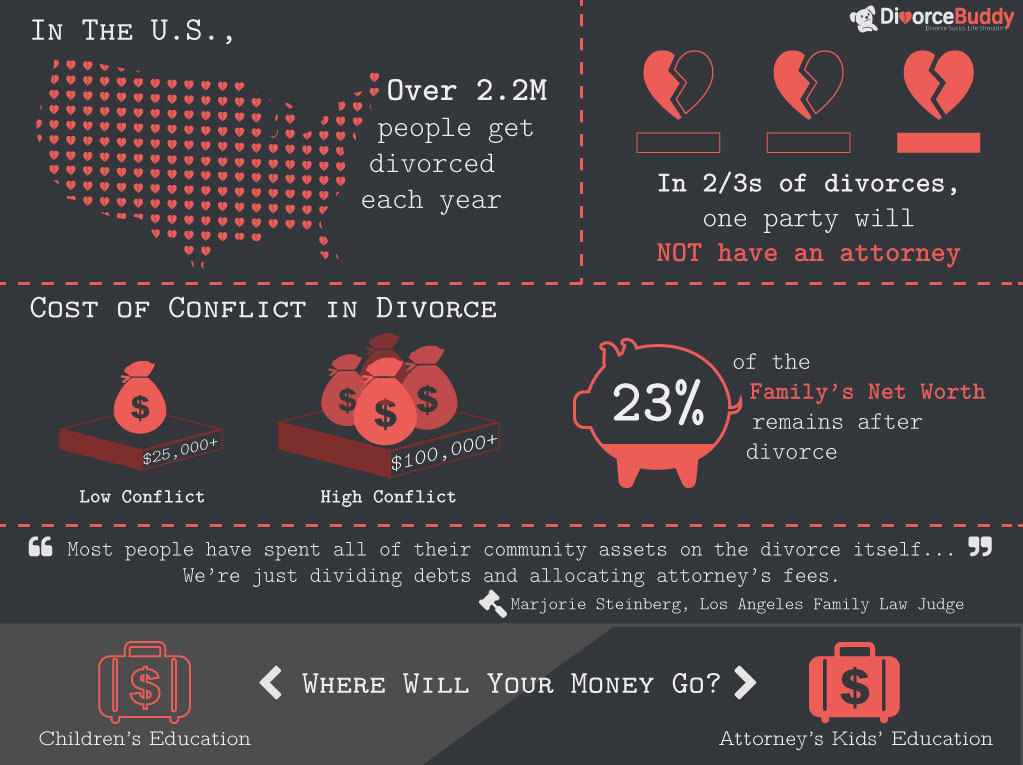 DivorceBuddy
Divorce Sucks, Life Shouldn't
In The U.S.,
Over 2.2M
people get
divorced
each year
In 2/3s of divorces,
one party will
NOT have an attorney
Cost of Conflict in Divorce
$
$25,000+
Low Conflict
$ $ $
$100,000+
High Conflict
23%
of the
Family's Net Worth
remains after
divorce
❝ Most people have spent all of their community assets on the divorce itself... ❞
We're just dividing debts and allocating attorney's fees.
Marjorie Steinberg, Los Angeles Family Law Judge
$
Children's Education
Where Will Your Money Go?
$
Attorney's Kids' Education